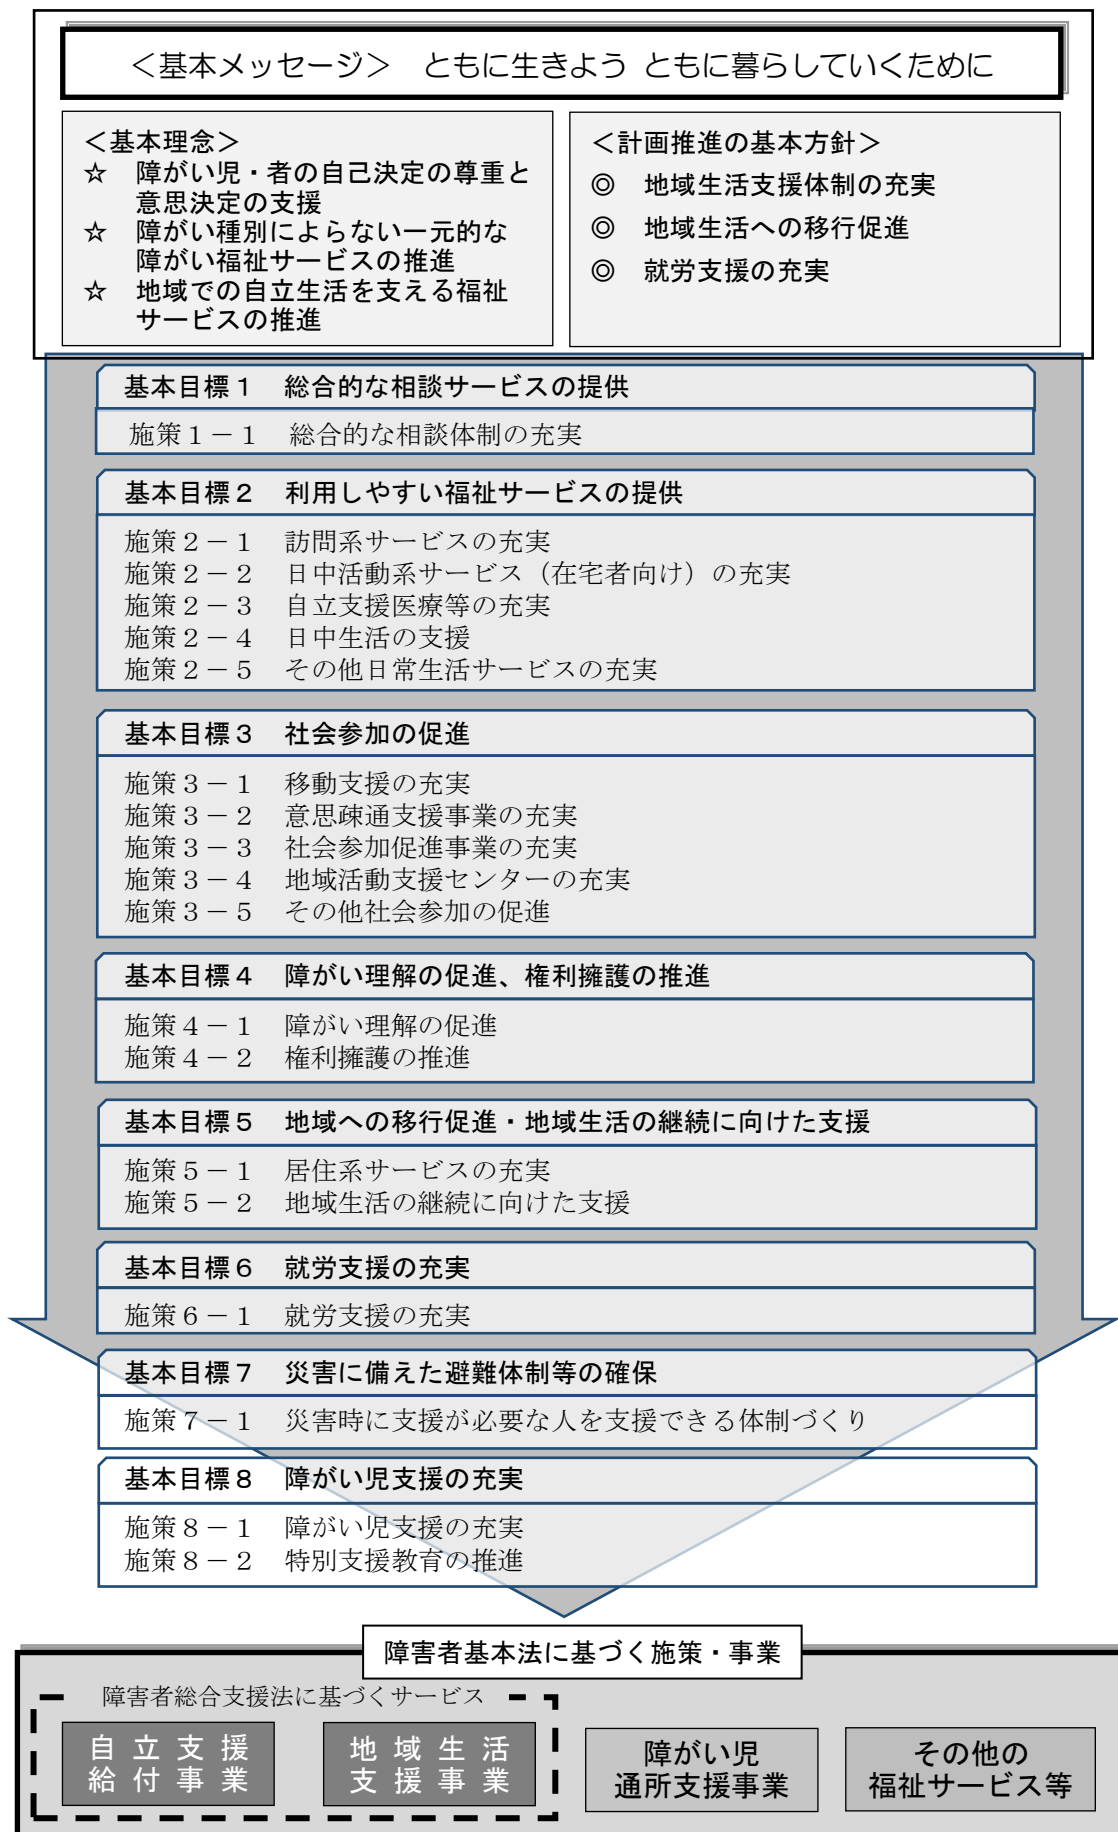 ＜基本メッセージ＞　ともに生きよう ともに暮らしていくために
＜基本理念＞
☆　障がい児・者の自己決定の尊重と
意思決定の支援
☆　障がい種別によらない一元的な
障がい福祉サービスの推進
☆　地域での自立生活を支える福祉
サービスの推進
＜計画推進の基本方針＞
◎　地域生活支援体制の充実
◎　地域生活への移行促進
◎　就労支援の充実
基本目標１　総合的な相談サービスの提供
施策１－１　総合的な相談体制の充実
基本目標２　利用しやすい福祉サービスの提供
施策２－１　訪問系サービスの充実
施策２－２　日中活動系サービス（在宅者向け）の充実
施策２－３　自立支援医療等の充実
施策２－４　日中生活の支援
施策２－５　その他日常生活サービスの充実
基本目標３　社会参加の促進
施策３－１　移動支援の充実
施策３－２　意思疎通支援事業の充実
施策３－３　社会参加促進事業の充実
施策３－４　地域活動支援センターの充実
施策３－５　その他社会参加の促進
基本目標４　障がい理解の促進、権利擁護の推進
施策４－１　障がい理解の促進
施策４－２　権利擁護の推進
基本目標５　地域への移行促進・地域生活の継続に向けた支援
施策５－１　居住系サービスの充実
施策５－２　地域生活の継続に向けた支援
基本目標６　就労支援の充実
施策６－１　就労支援の充実
基本目標７　災害に備えた避難体制等の確保
施策７－１　災害時に支援が必要な人を支援できる体制づくり
基本目標８　障がい児支援の充実
施策８－１　障がい児支援の充実
施策８－２　特別支援教育の推進
障害者基本法に基づく施策・事業
障害者総合支援法に基づくサービス
自立支援
給付事業
地域生活
支援事業
障がい児
通所支援事業
その他の
福祉サービス等